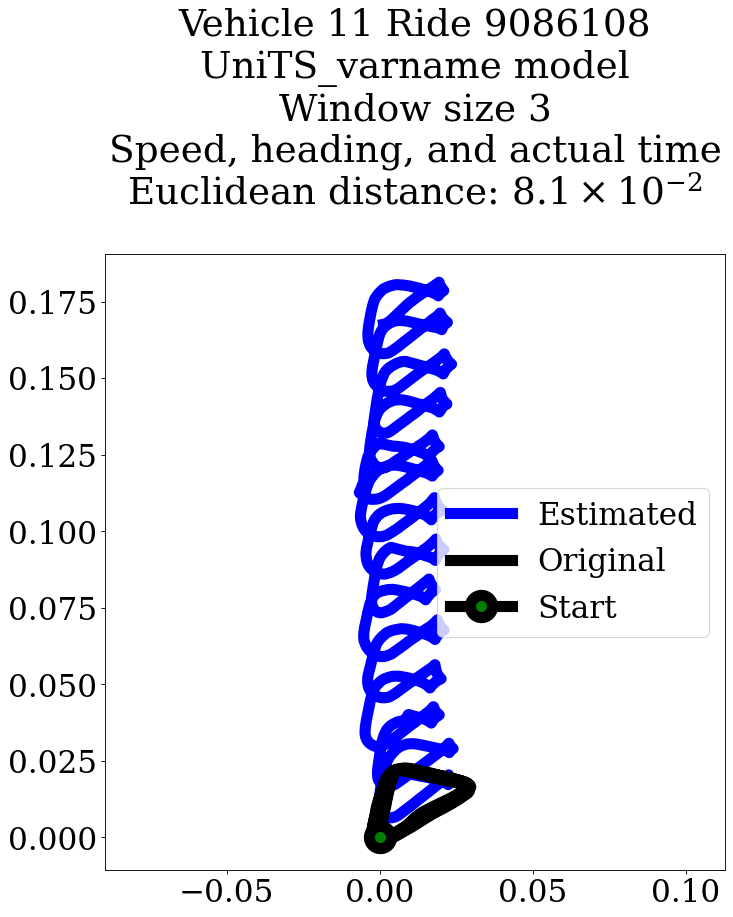 Vehicle 11 Ride 9086108
UniTS_varname model
Window size 3
Speed, heading, and actual time
Euclidean distance: 8.1 × 10⁻²
0.175
0.150
0.125
0.100
0.075
0.050
0.025
0.000
Estimated
Original
Start
−0.05 0.00 0.05 0.10